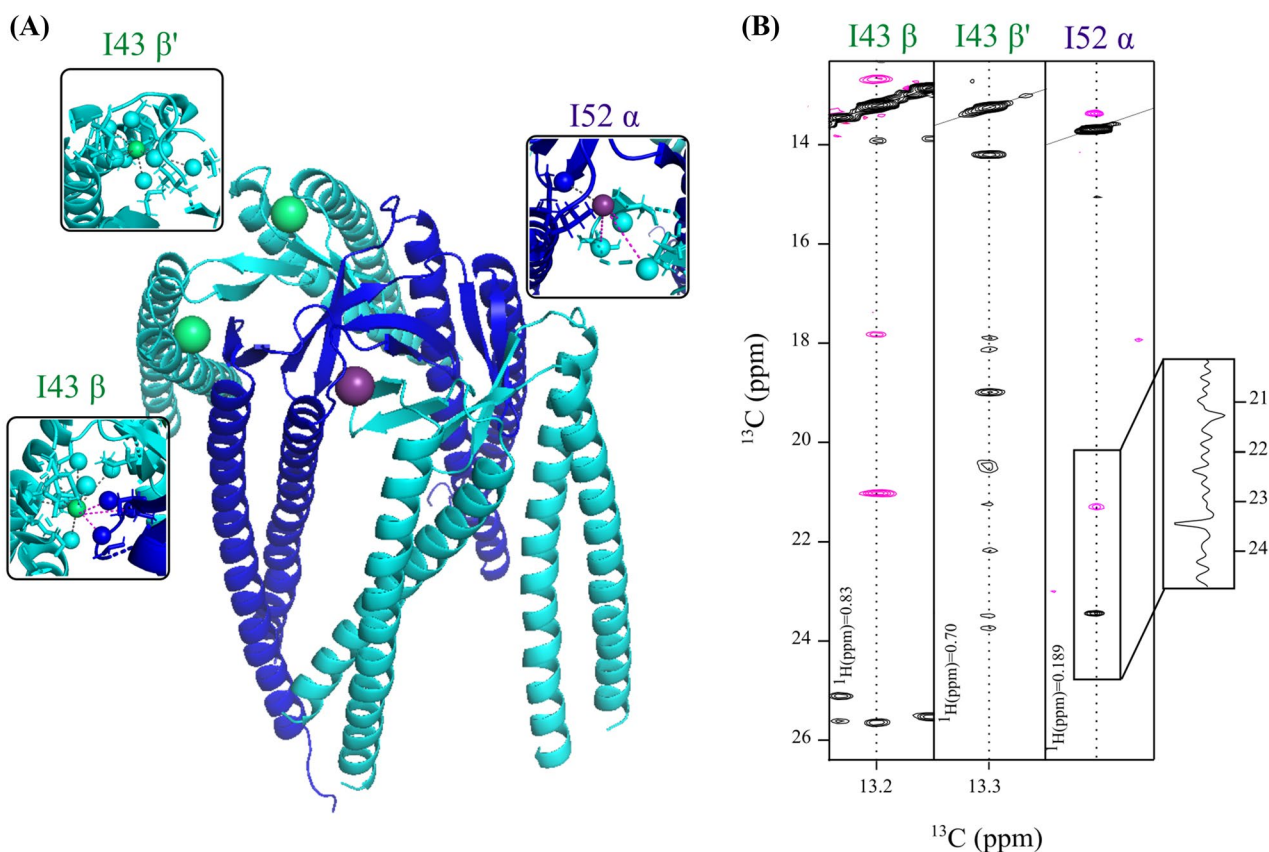 (A)
I43 β'
I52 α
I43 β
(B)
I43 β I43 β' I52 α
14
16
18
20
22
24
26
¹³C (ppm)
¹H(ppm)=0.83
¹H(ppm)=0.70
¹H(ppm)=0.189
21
22
23
24
13.2 13.3
¹³C (ppm)